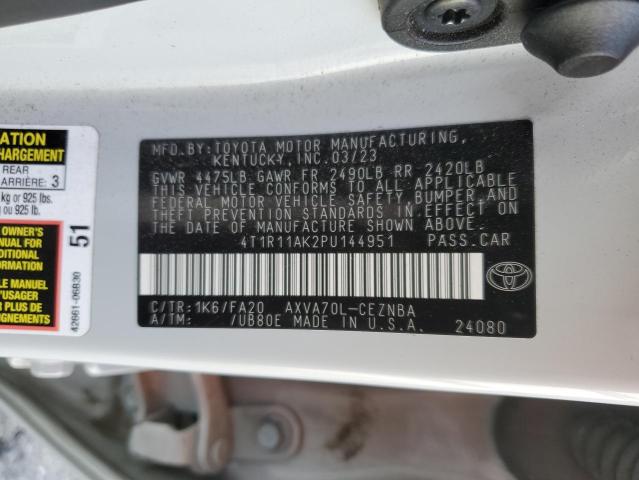 ATION
HARGEMENT
REAR
ARRIÈRE: 3
kg or 925 lbs.
kg ou 925 lb.
OWNER'S
MANUAL FOR
ADDITIONAL
LE MANUEL
'USAGER
R PLUS DE
51
42661-06B30
MFD.BY:TOYOTA MOTOR MANUFACTURING,
KENTUCKY, INC.03/23
GVWR 4475LB GAWR FR 2490LB RR 2420LB
THIS VEHICLE CONFORMS TO ALL APPLICABLE
FEDERAL MOTOR VEHICLE SAFETY, BUMPER, AND
THEFT PREVENTION STANDARDS IN EFFECT ON
THE DATE OF MANUFACTURE SHOWN ABOVE.
4T1R11AK2PU144951 PASS.CAR
C/TR: 1K6/FA20 AXVA70L-CEZNBA
A/TM: /UB80E MADE IN U.S.A. 24080